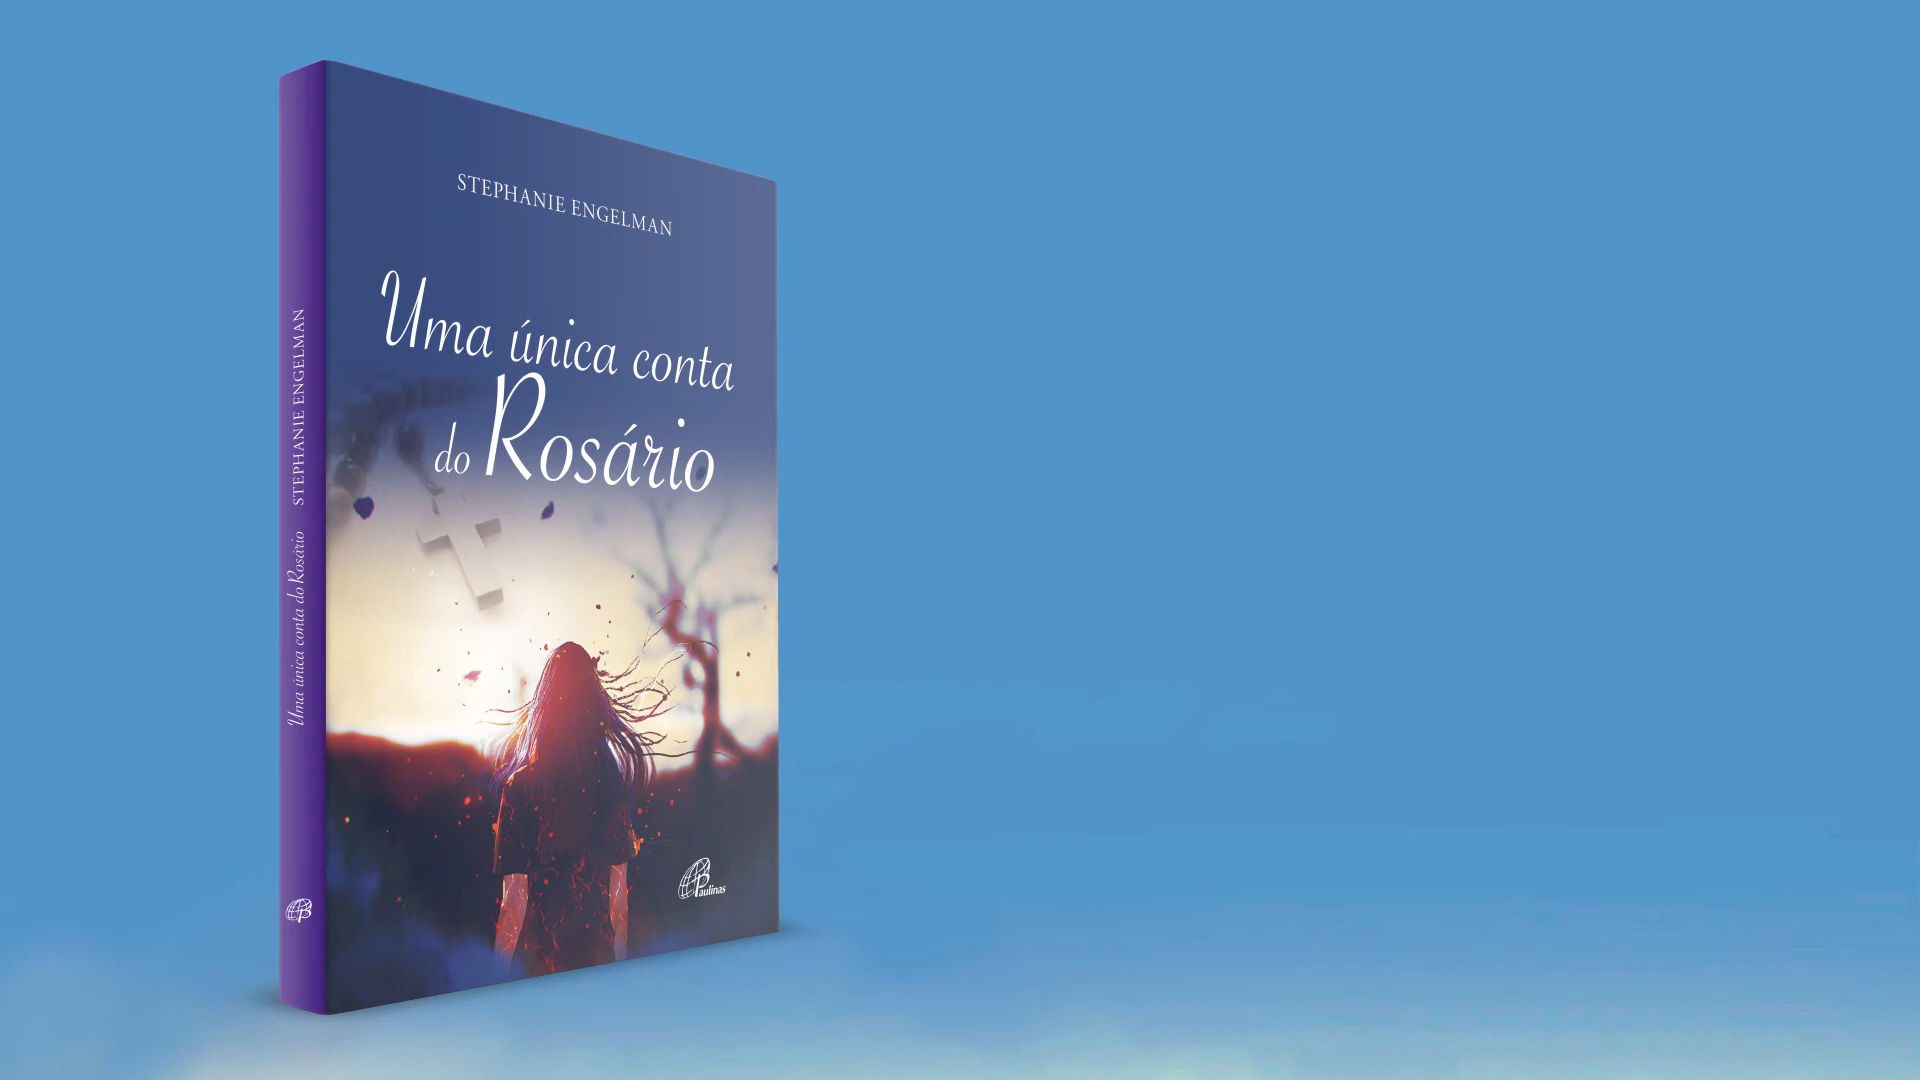 STEPHANIE ENGELMAN
Uma única conta
do Rosário
Paulinas
Uma única conta do Rosário STEPHANIE ENGELMAN